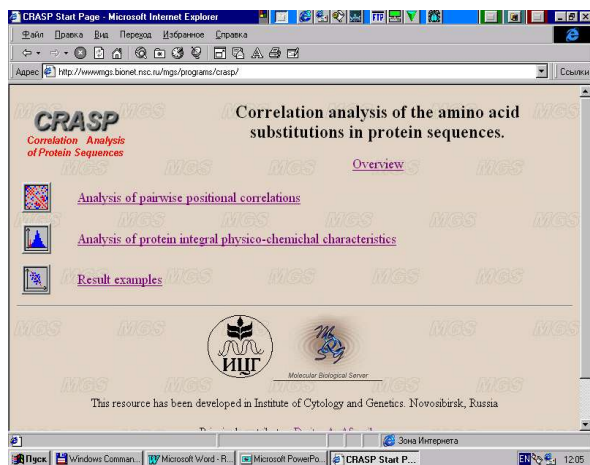 CRASP Start Page - Microsoft Internet Explorer
Файл Правка Вид Переход Избранное Справка
Адрес http://wwwmgs.bionet.nsc.ru/mgs/programs/crasp/ Ссылки
CRASP
Correlation Analysis
of Protein Sequences
Correlation analysis of the amino acid
substitutions in protein sequences.
Overview
Analysis of pairwise positional correlations
Analysis of protein integral physico-chemichal characteristics
Result examples
ИЦГ
Molecular Biological Server
This resource has been developed in Institute of Cytology and Genetics. Novosibirsk, Russia
Зона Интернета
Пуск Windows Comman... Microsoft Word - R... Microsoft PowerPo... CRASP Start P... EN 12:05